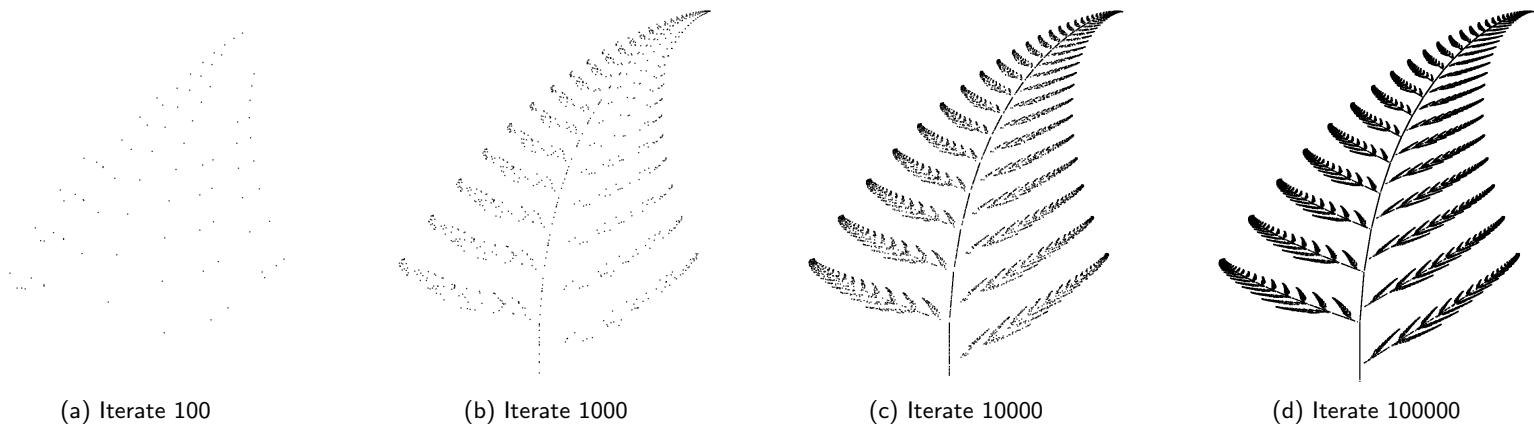 (a) Iterate 100
(b) Iterate 1000
(c) Iterate 10000
(d) Iterate 100000